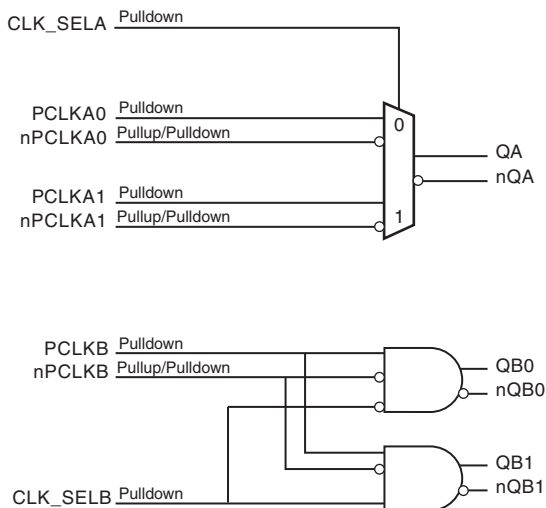 CLK_SELA Pulldown
PCLKA0 Pulldown
nPCLKA0 Pullup/Pulldown
0
QA
nQA
PCLKA1 Pulldown
nPCLKA1 Pullup/Pulldown
1
PCLKB Pulldown
nPCLKB Pullup/Pulldown
QB0
nQB0
QB1
nQB1
CLK_SELB Pulldown